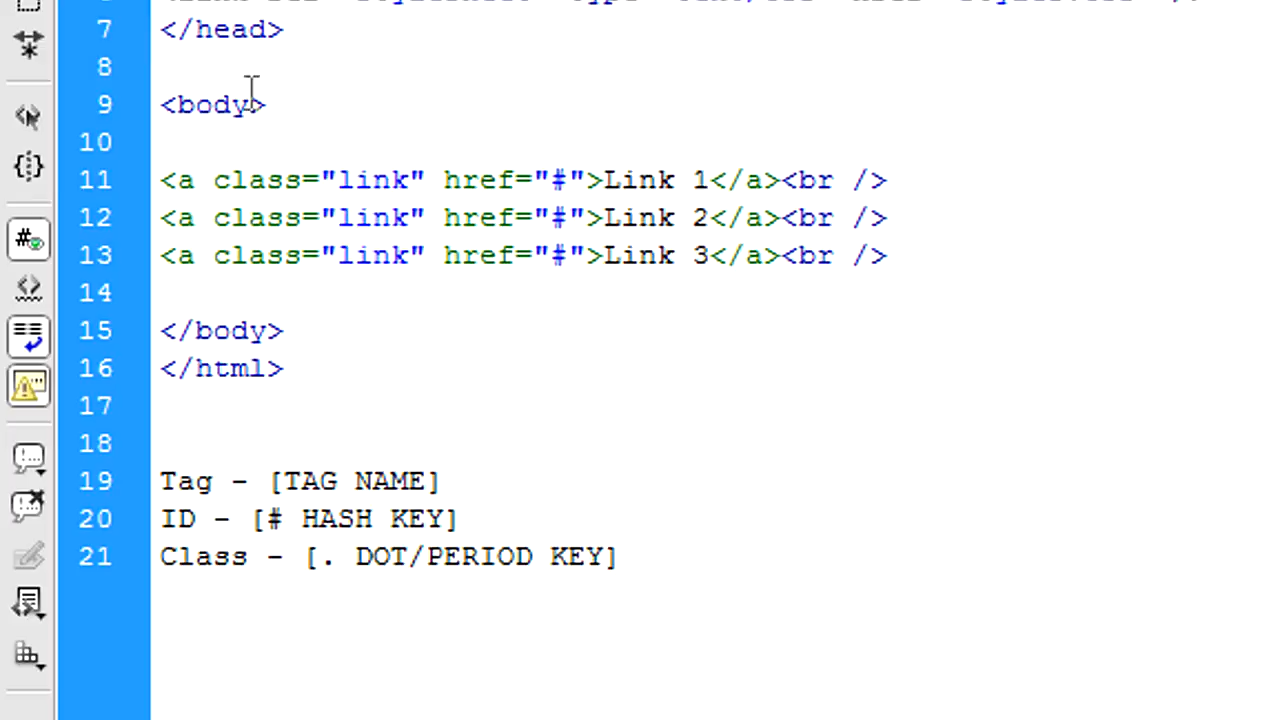 7 </head>
8
9 <body>
10
11 <a class="link" href="#">Link 1</a><br />
12 <a class="link" href="#">Link 2</a><br />
13 <a class="link" href="#">Link 3</a><br />
14
15 </body>
16 </html>
17
18
19 Tag - [TAG NAME]
20 ID - [# HASH KEY]
21 Class - [. DOT/PERIOD KEY]